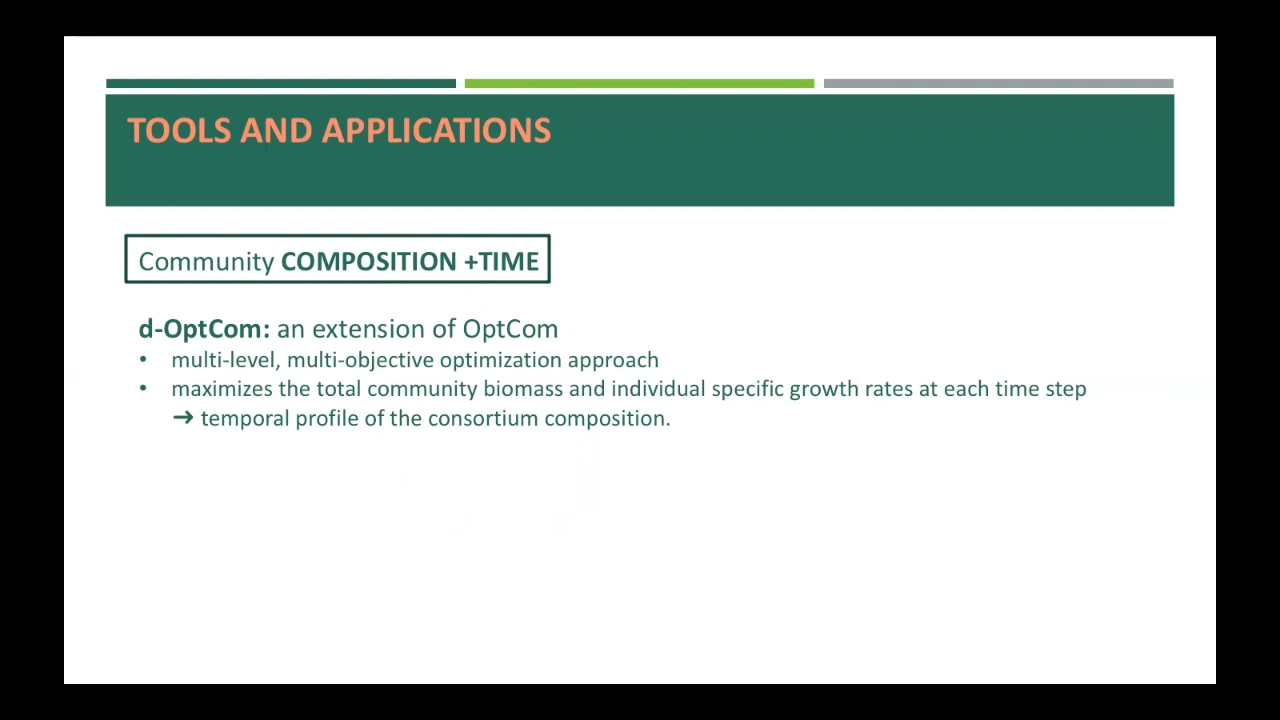 TOOLS AND APPLICATIONS
Community COMPOSITION +TIME
d-OptCom: an extension of OptCom
• multi-level, multi-objective optimization approach
• maximizes the total community biomass and individual specific growth rates at each time step
➔ temporal profile of the consortium composition.